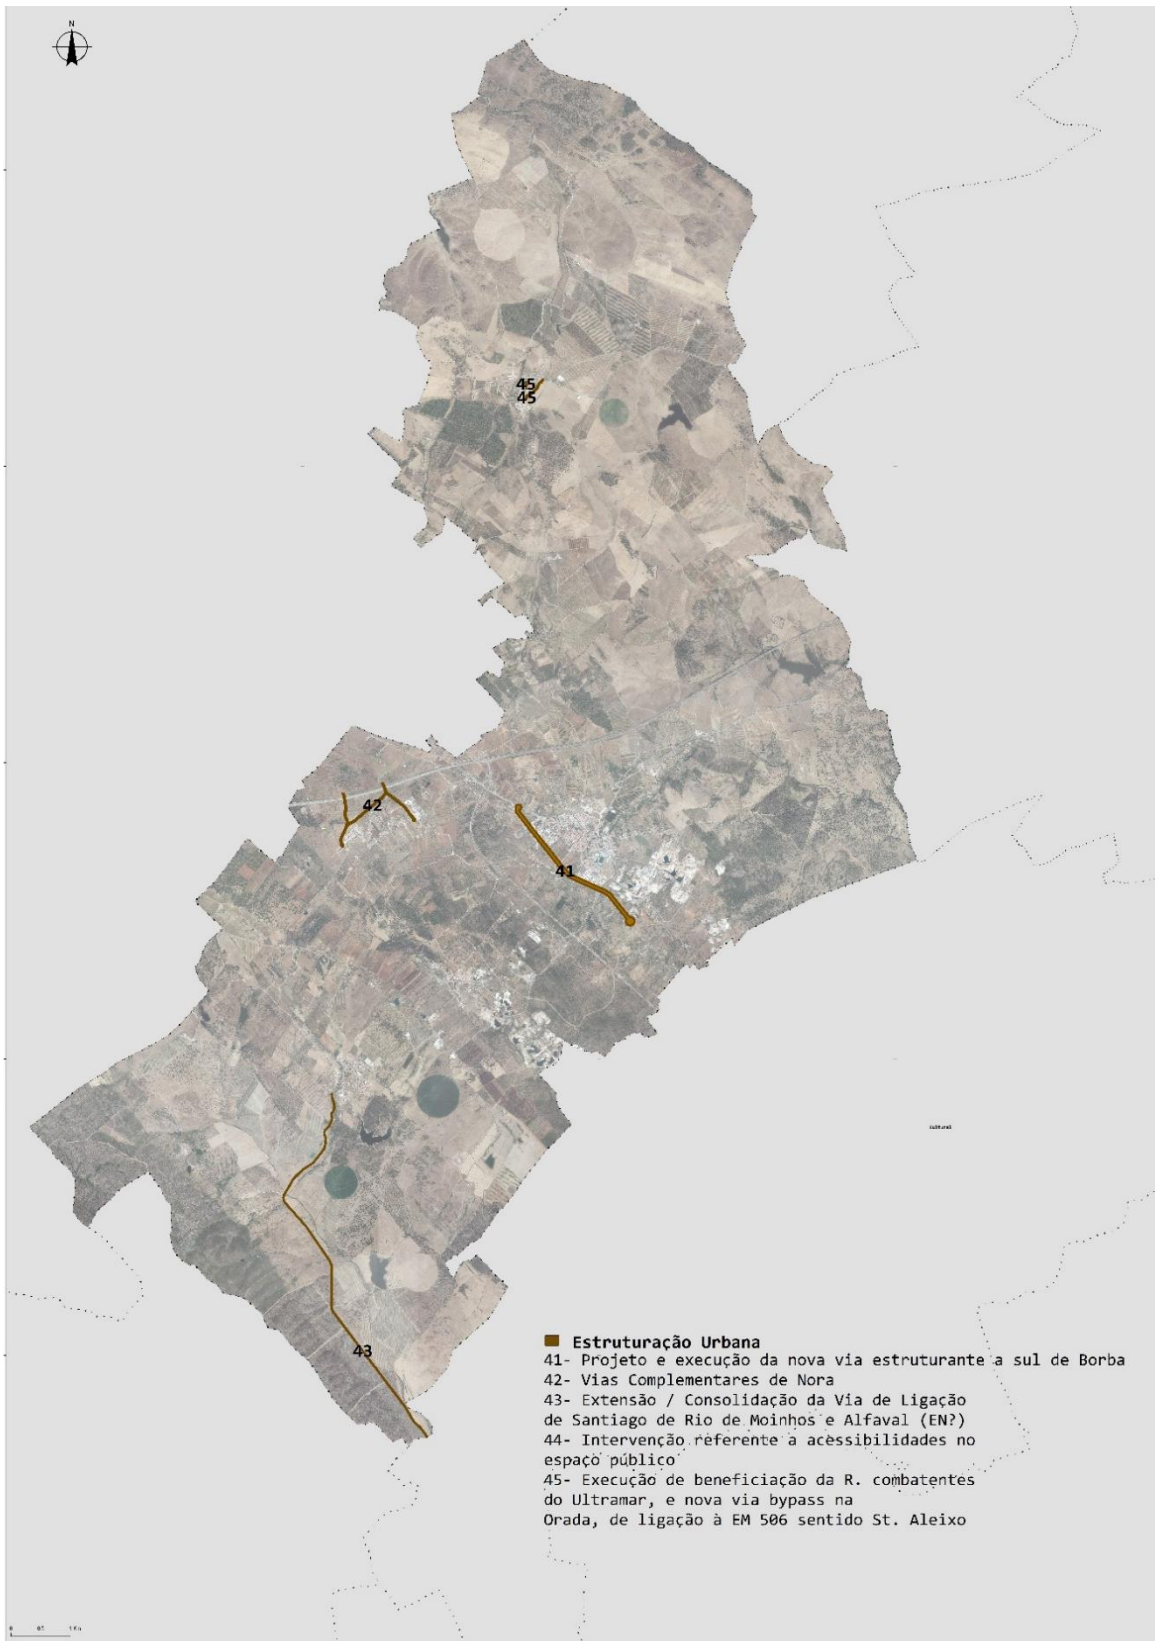 N
45
45
42
41
43
Estruturação Urbana
41- Projeto e execução da nova via estruturante a sul de Borba
42- Vias Complementares de Nora
43- Extensão / Consolidação da Via de Ligação
de Santiago de Rio de Moinhos e Alfaval (EN?)
44- Intervenção referente a acessibilidades no
espaço público
45- Execução de beneficiação da R. combatentes
do Ultramar, e nova via bypass na
Orada, de ligação à EM 506 sentido St. Aleixo